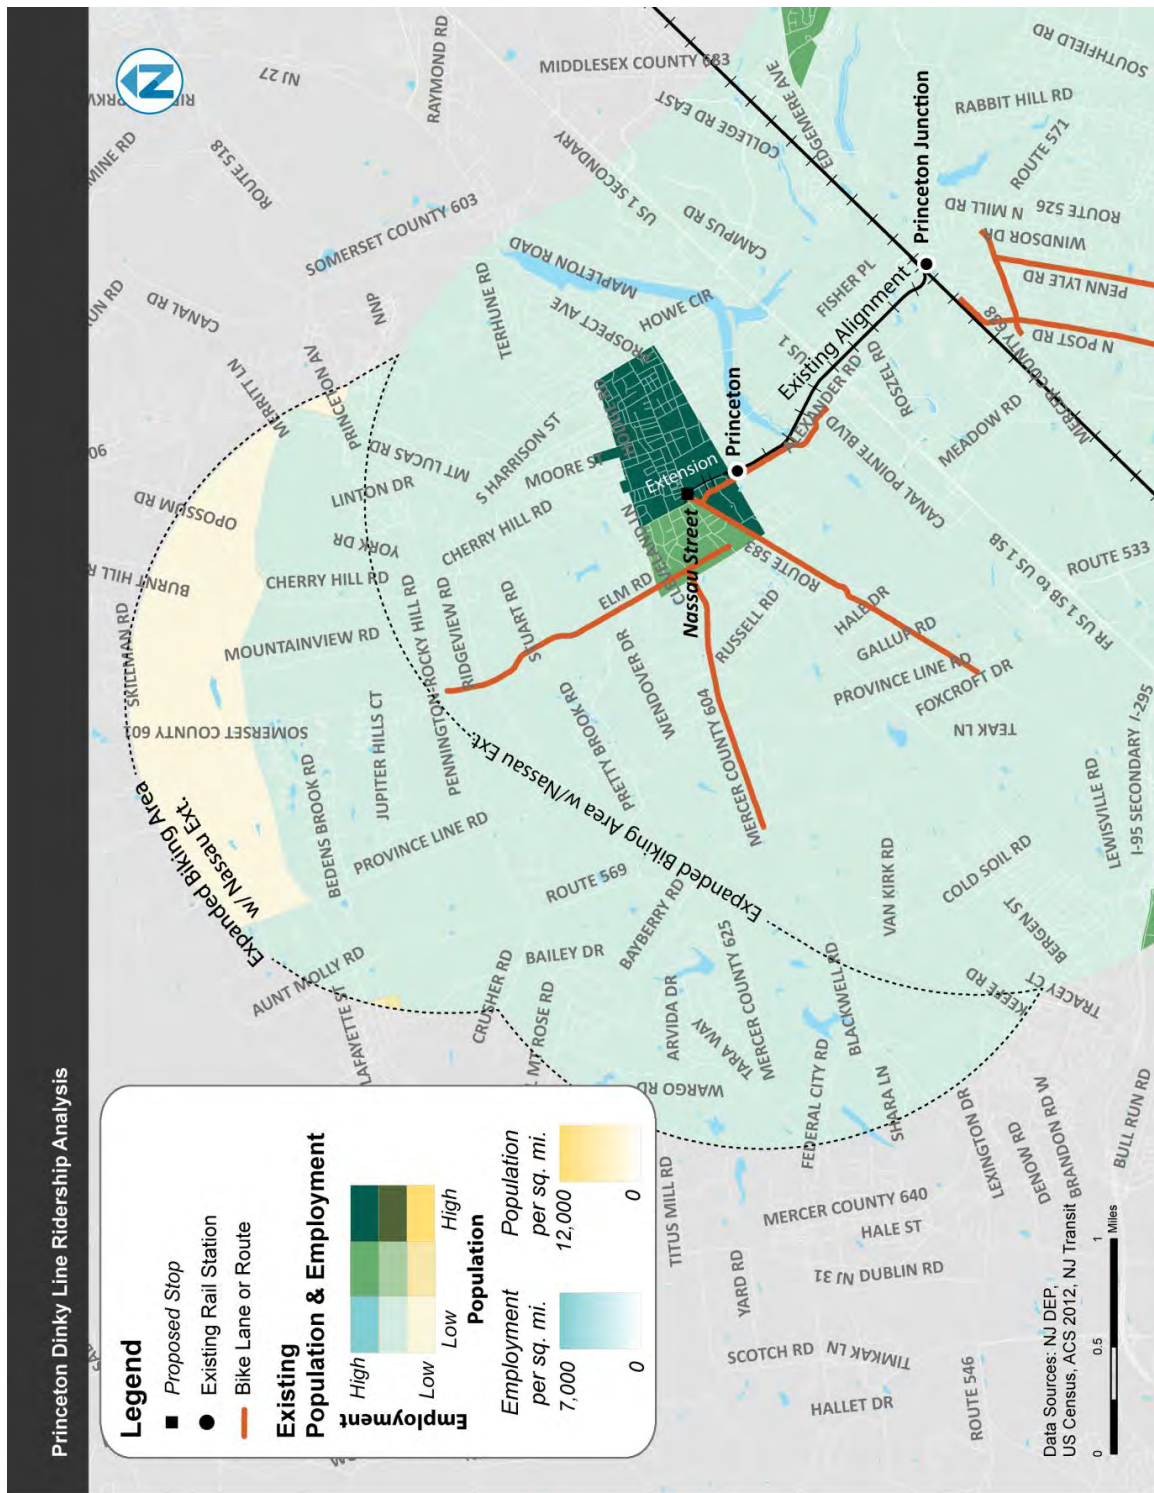 Princeton Dinky Line Ridership Analysis
N
MINE RD
NJ 27
RAYMOND RD
ROUTE 518
SOMERSET COUNTY 603
MIDDLESEX COUNTY 683
US 1 SECONDARY
COLLEGE RD EAST
EDGEMERE AVE
SOUTHFIELD RD
RABBIT HILL RD
ROUTE 571
ROUTE 526
N MILL RD
WINDSOR DR
PENN LYLE RD
N POST RD
Princeton Junction
CAMPUS RD
FISHER PL
MAPLETON ROAD
HOWE CIR
PROSPECT AVE
TERHUNE RD
NNP
CANAL RD
RUN RD
MERRITT LN
PRINCETON AV
MT LUCAS RD
LINTON DR
YORK DR
OPOSSUM RD
BURNT HILL R
SKILLMAN RD
CHERRY HILL RD
MOUNTAINVIEW RD
SOMERSET COUNTY 601
S HARRISON ST
MOORE ST
CHERRY HILL RD
CLEVELAND LN
ELM RD
STUART RD
RIDGEVIEW RD
PENNINGTON ROCKY HILL RD
JUPITER HILLS CT
BEDENS BROOK RD
PROVINCE LINE RD
Extension
Princeton
Nassau Street
Existing Alignment
US 1
ALEXANDER RD
ROSZEL RD
MEADOW RD
CANAL POINTE BLVD
FR US 1 SB to US 1 SB
ROUTE 533
ROUTE 583
RUSSELL RD
HALE DR
GALLUP RD
PROVINCE LINE RD
FOXCROFT DR
TEAK LN
WENDOVER DR
PRETTY BROOK RD
MERCER COUNTY 604
Expanded Biking Area w/Nassau Ext.
Expanded Biking Area
w/ Nassau Ext.
ROUTE 569
BAYBERRY RD
BAILEY DR
CRUSHER RD
AUNT MOLLY RD
LAFAYETTE ST
MT ROSE RD
ARVIDA DR
TARA WAY
MERCER COUNTY 625
WARGO RD
BLACKWELL RD
FEDERAL CITY RD
SHARA LN
VAN KIRK RD
COLD SOIL RD
BERGEN ST
KEEFE RD
TRACEY CT
LEWISVILLE RD
I-95 SECONDARY I-295
LEXINGTON DR
DENOW RD
BRANDON RD W
BULL RUN RD
TITUS MILL RD
MERCER COUNTY 640
HALE ST
YARD RD
NJ 31
DUBLIN RD
SCOTCH RD
TIMKAK LN
HALLET DR
ROUTE 546
Legend
Proposed Stop
Existing Rail Station
Bike Lane or Route
Existing
Population & Employment
High
Low
Employment
Low
High
Population
Employment
per sq. mi.
7,000
0
Population
per sq. mi.
12,000
0
Data Sources: NJ DEP,
US Census, ACS 2012, NJ Transit
0 0.5 1
Miles